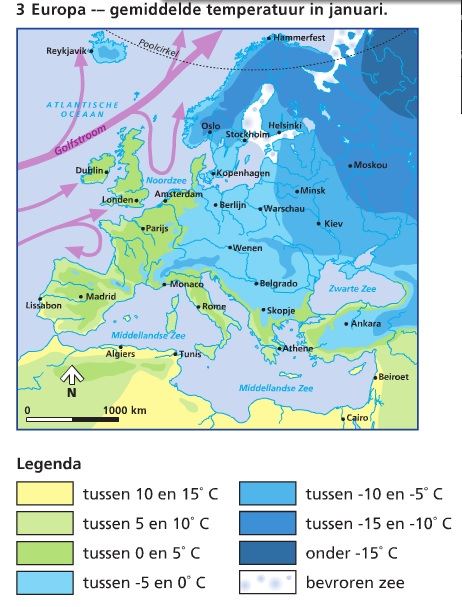 3 Europa -– gemiddelde temperatuur in januari.
Hammerfest
Reykjavik
Poolcirkel
ATLANTISCHE
OCEAAN
Golfstroom
Oslo
Helsinki
Stockholm
Moskou
Dublin
Noordzee
Kopenhagen
Amsterdam
Minsk
Londen
Berlijn
Warschau
Parijs
Kiev
Wenen
Monaco
Belgrado
Zwarte Zee
Madrid
Rome
Skopje
Lissabon
Ankara
Middellandse Zee
Athene
Algiers
Tunis
Beiroet
Middellandse Zee
N
0 1000 km
Cairo
Legenda
tussen 10 en 15° C
tussen 5 en 10° C
tussen 0 en 5° C
tussen -5 en 0° C
tussen -10 en -5° C
tussen -15 en -10° C
onder -15° C
bevroren zee